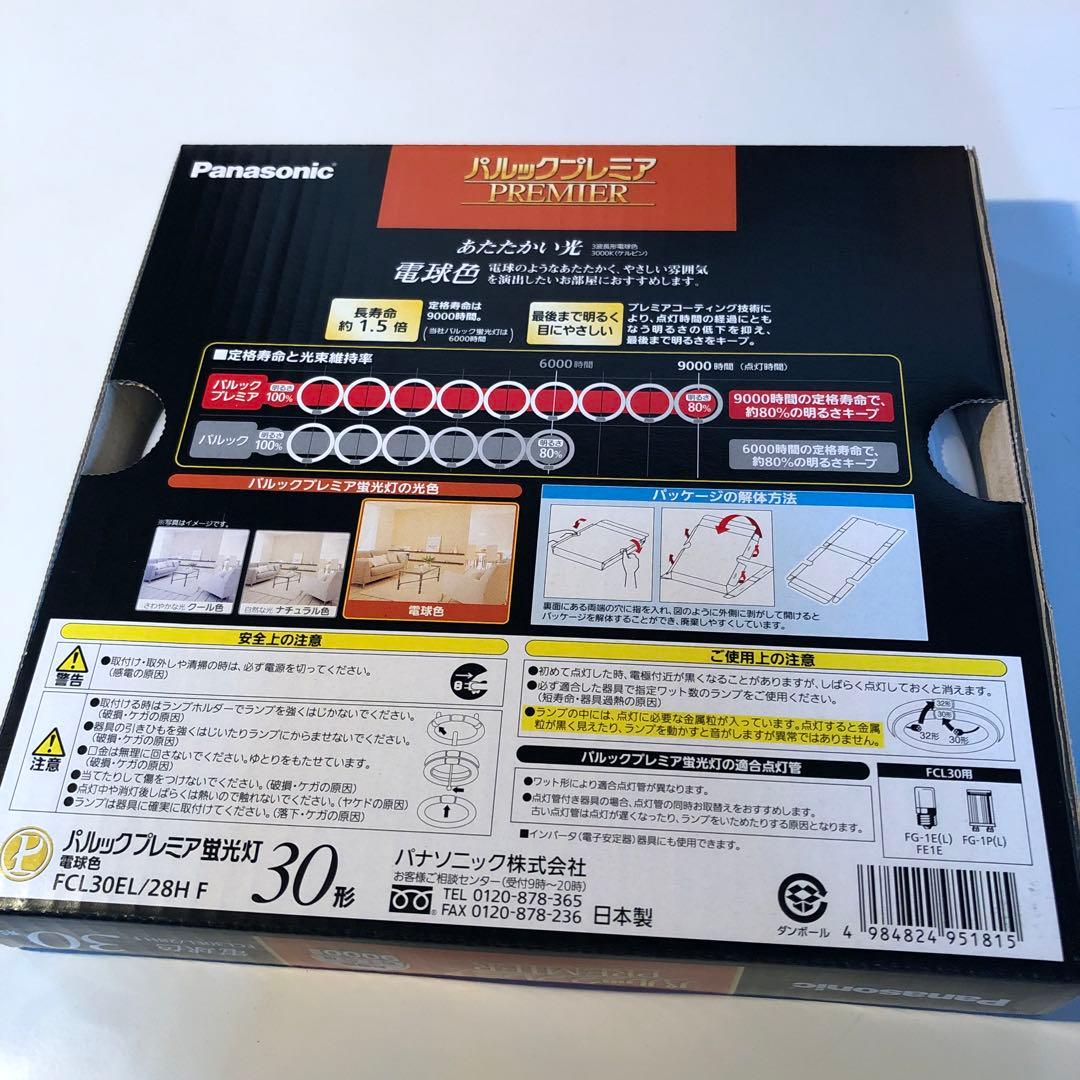 Panasonic
パルックプレミア
PREMIER
あたたかい光
3波長形電球色
3000K(ケルビン)
電球色
電球のようなあたたかく、やさしい雰囲気
を演出したいお部屋におすすめします。
長寿命
約1.5倍
定格寿命は
9000時間。
(当社パルック蛍光灯は
6000時間)
最後まで明るく
目にやさしい
プレミアコーティング技術に
より、点灯時間の経過にとも
なう明るさの低下を抑え、
最後まで明るさをキープ。
■定格寿命と光束維持率
6000時間
9000時間(点灯時間)
パルック
プレミア
明るさ
100%
明るさ
80%
9000時間の定格寿命で、
約80%の明るさキープ
パルック
明るさ
100%
明るさ
80%
6000時間の定格寿命で、
約80%の明るさキープ
パルックプレミア蛍光灯の光色
※写真はイメージです。
さわやかな光 クール色
自然な光 ナチュラル色
電球色
パッケージの解体方法
裏面にある両端の穴に指を入れ、図のように外側に剥がして開けると
パッケージを解体することができ、廃棄しやすくしています。
安全上の注意
警告
●取付け・取外しや清掃の時は、必ず電源を切ってください。
(感電の原因)
注意
●取付ける時はランプホルダーでランプを強くはじかないでください。
(破損・ケガの原因)
●器具の引きひもを強くはじいたりランプにからませないでください。
(破損・ケガの原因)
●口金は無理に回さないでください。ゆとりをもたせています。
(破損・ケガの原因)
●当てたりして傷をつけないでください。(破損・ケガの原因)
●点灯中や消灯後しばらくは熱いので触れないでください。(ヤケドの原因)
●ランプは器具に確実に取付けてください。(落下・ケガの原因)
ご使用上の注意
●初めて点灯した時、電極付近が黒くなることがありますが、しばらく点灯しておくと消えます。
●必ず適合した器具で指定ワット数のランプをご使用ください。
(短寿命・器具過熱の原因)
●ランプの中には、点灯に必要な金属粒が入っています。点灯すると金属
粒が黒く見えたり、ランプを動かすと音がしますが異常ではありません。
32形
30形
32形
30形
パルックプレミア蛍光灯の適合点灯管
●ワット形により適合点灯管が異なります。
●点灯管付き器具の場合、点灯管の同時お取替えをおすすめします。
古い点灯管は点灯が遅くなったり、ランプをいためたりする原因となります。
■インバータ(電子安定器)器具にも使用できます。
FCL30用
FG-1E(L)
FE1E
FG-1P(L)
P
パルックプレミア蛍光灯
電球色
FCL30EL/28H F
30形
パナソニック株式会社
お客様ご相談センター(受付9時〜20時)
TEL 0120-878-365
FAX 0120-878-236
日本製
ダンボール
4 984824 951815
Panasonic
パルックプレミア
PREMIER
9000
電球色
FCL30EL/28H F
30形